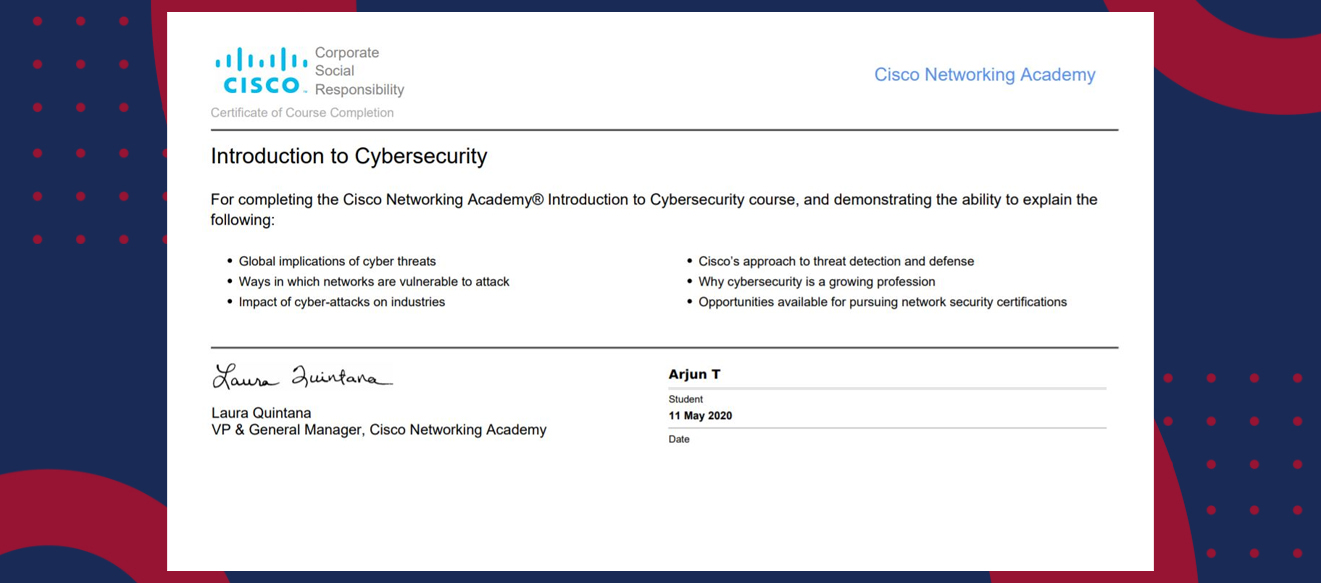 Corporate
Social
Responsibility
CISCO
Cisco Networking Academy
Certificate of Course Completion
Introduction to Cybersecurity
For completing the Cisco Networking Academy® Introduction to Cybersecurity course, and demonstrating the ability to explain the
following:
• Global implications of cyber threats
• Ways in which networks are vulnerable to attack
• Impact of cyber-attacks on industries
• Cisco's approach to threat detection and defense
• Why cybersecurity is a growing profession
• Opportunities available for pursuing network security certifications
Laura Quintana
Laura Quintana
VP & General Manager, Cisco Networking Academy
Arjun T
Student
11 May 2020
Date